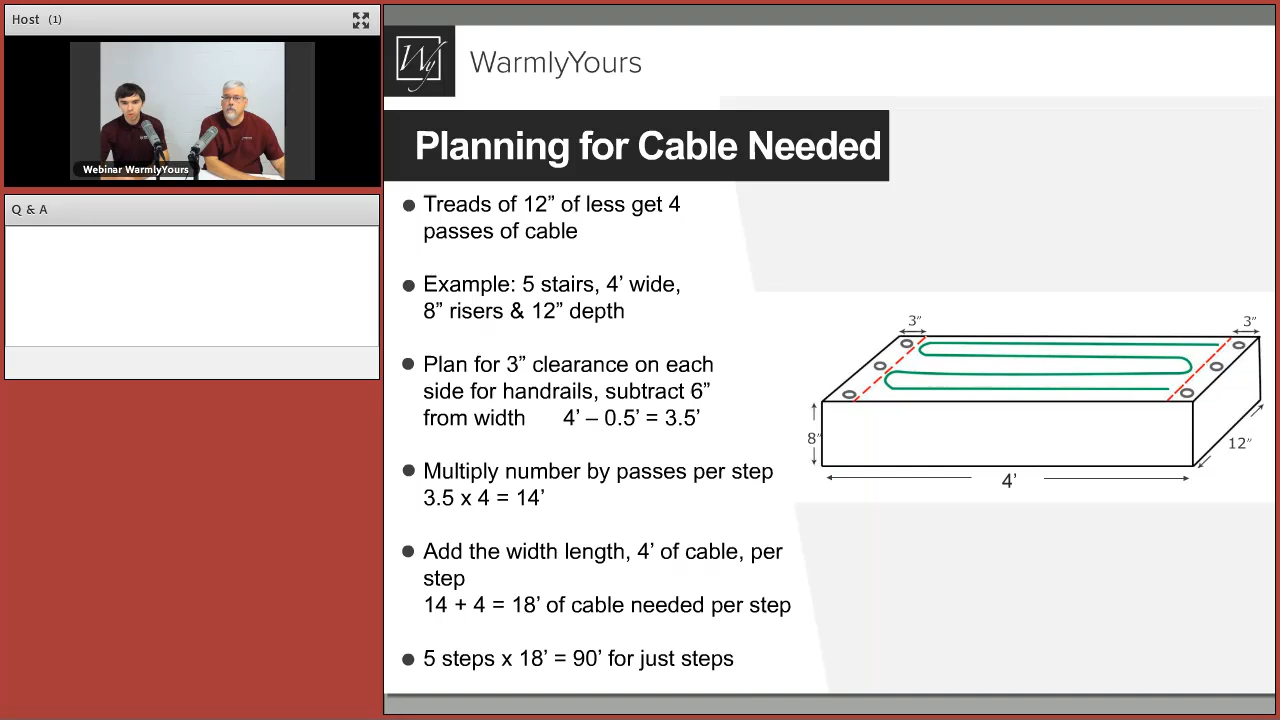 Host (1)
Webinar WarmlyYours
Q & A
Wy
WarmlyYours
Planning for Cable Needed
Treads of 12” of less get 4
passes of cable
Example: 5 stairs, 4’ wide,
8” risers & 12” depth
Plan for 3” clearance on each
side for handrails, subtract 6”
from width 4’ – 0.5’ = 3.5’
Multiply number by passes per step
3.5 x 4 = 14’
Add the width length, 4’ of cable, per
step
14 + 4 = 18’ of cable needed per step
5 steps x 18’ = 90’ for just steps
3”
3”
8”
12”
4’